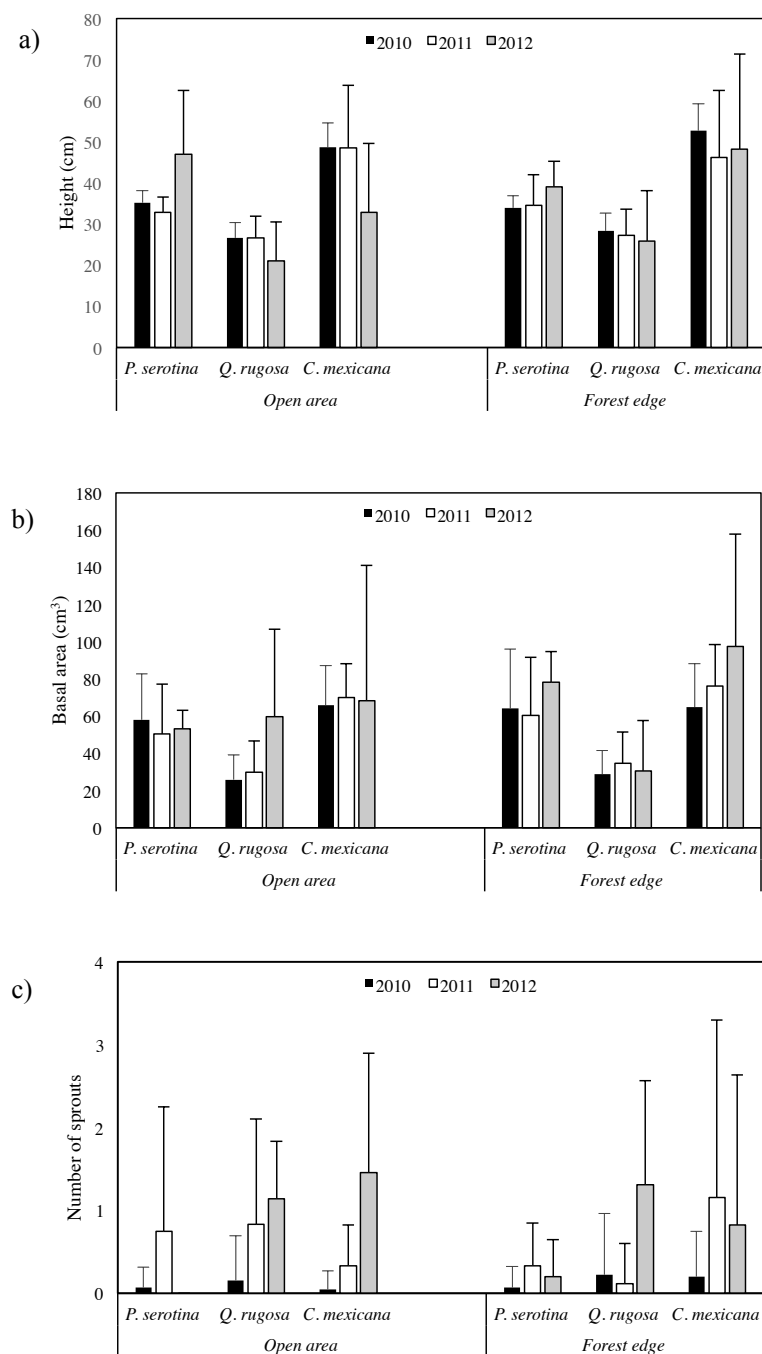 a)
80
70
60
50
40
30
20
10
0
Height (cm)
2010 2011 2012
P. serotina Q. rugosa C. mexicana P. serotina Q. rugosa C. mexicana
Open area Forest edge
b)
180
160
140
120
100
80
60
40
20
0
Basal area (cm³)
2010 2011 2012
P. serotina Q. rugosa C. mexicana P. serotina Q. rugosa C. mexicana
Open area Forest edge
c)
4
3
2
1
0
Number of sprouts
2010 2011 2012
P. serotina Q. rugosa C. mexicana P. serotina Q. rugosa C. mexicana
Open area Forest edge